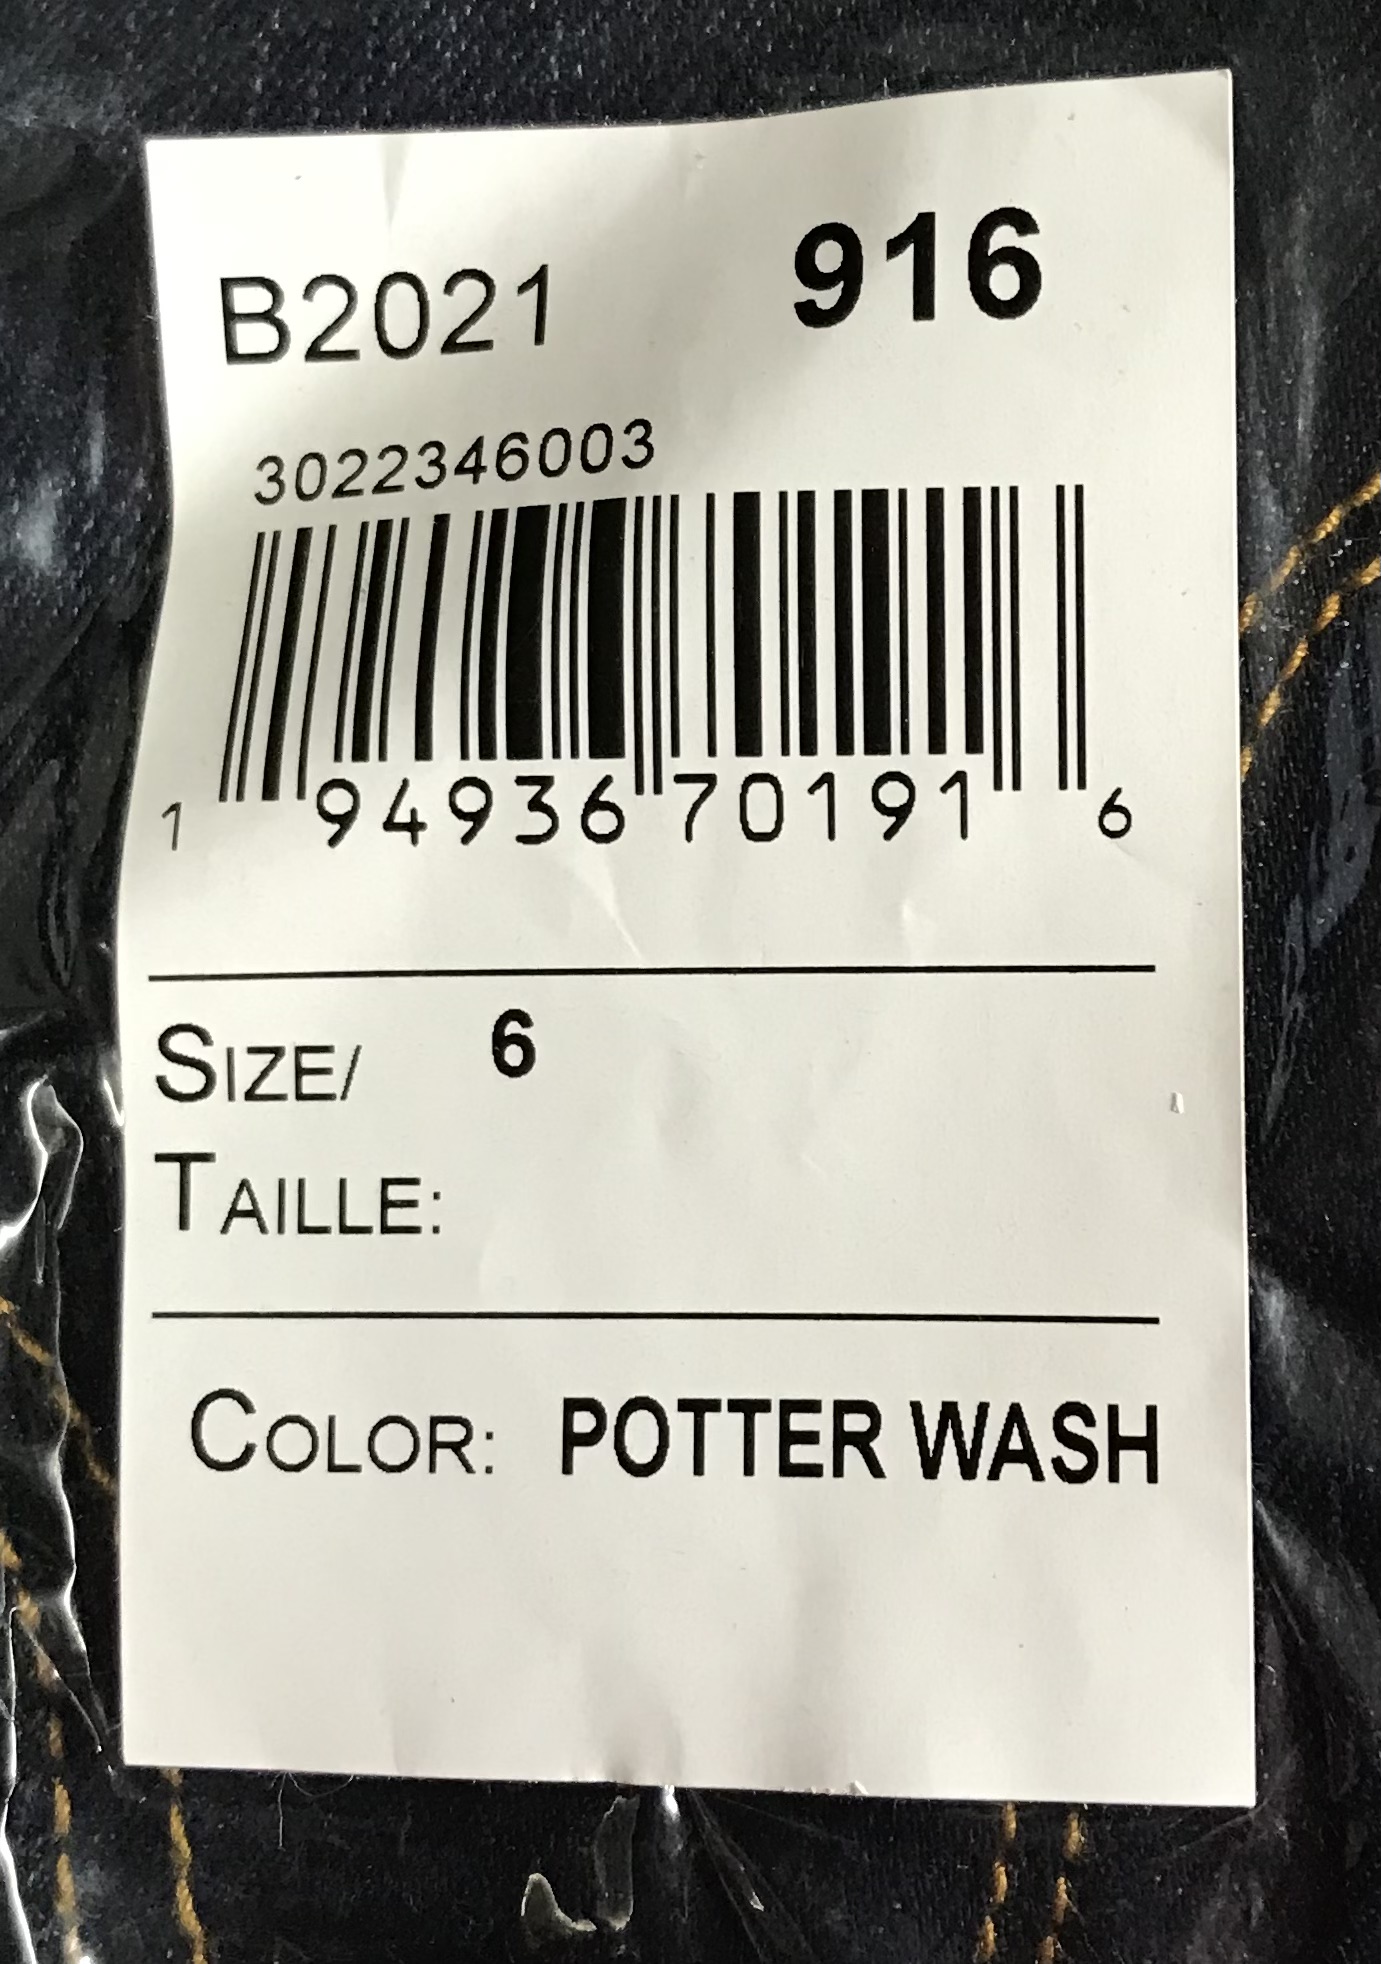 B2021 916
3022346003
1 94936 70191 6
SIZE/ 6
TAILLE:
COLOR: POTTER WASH